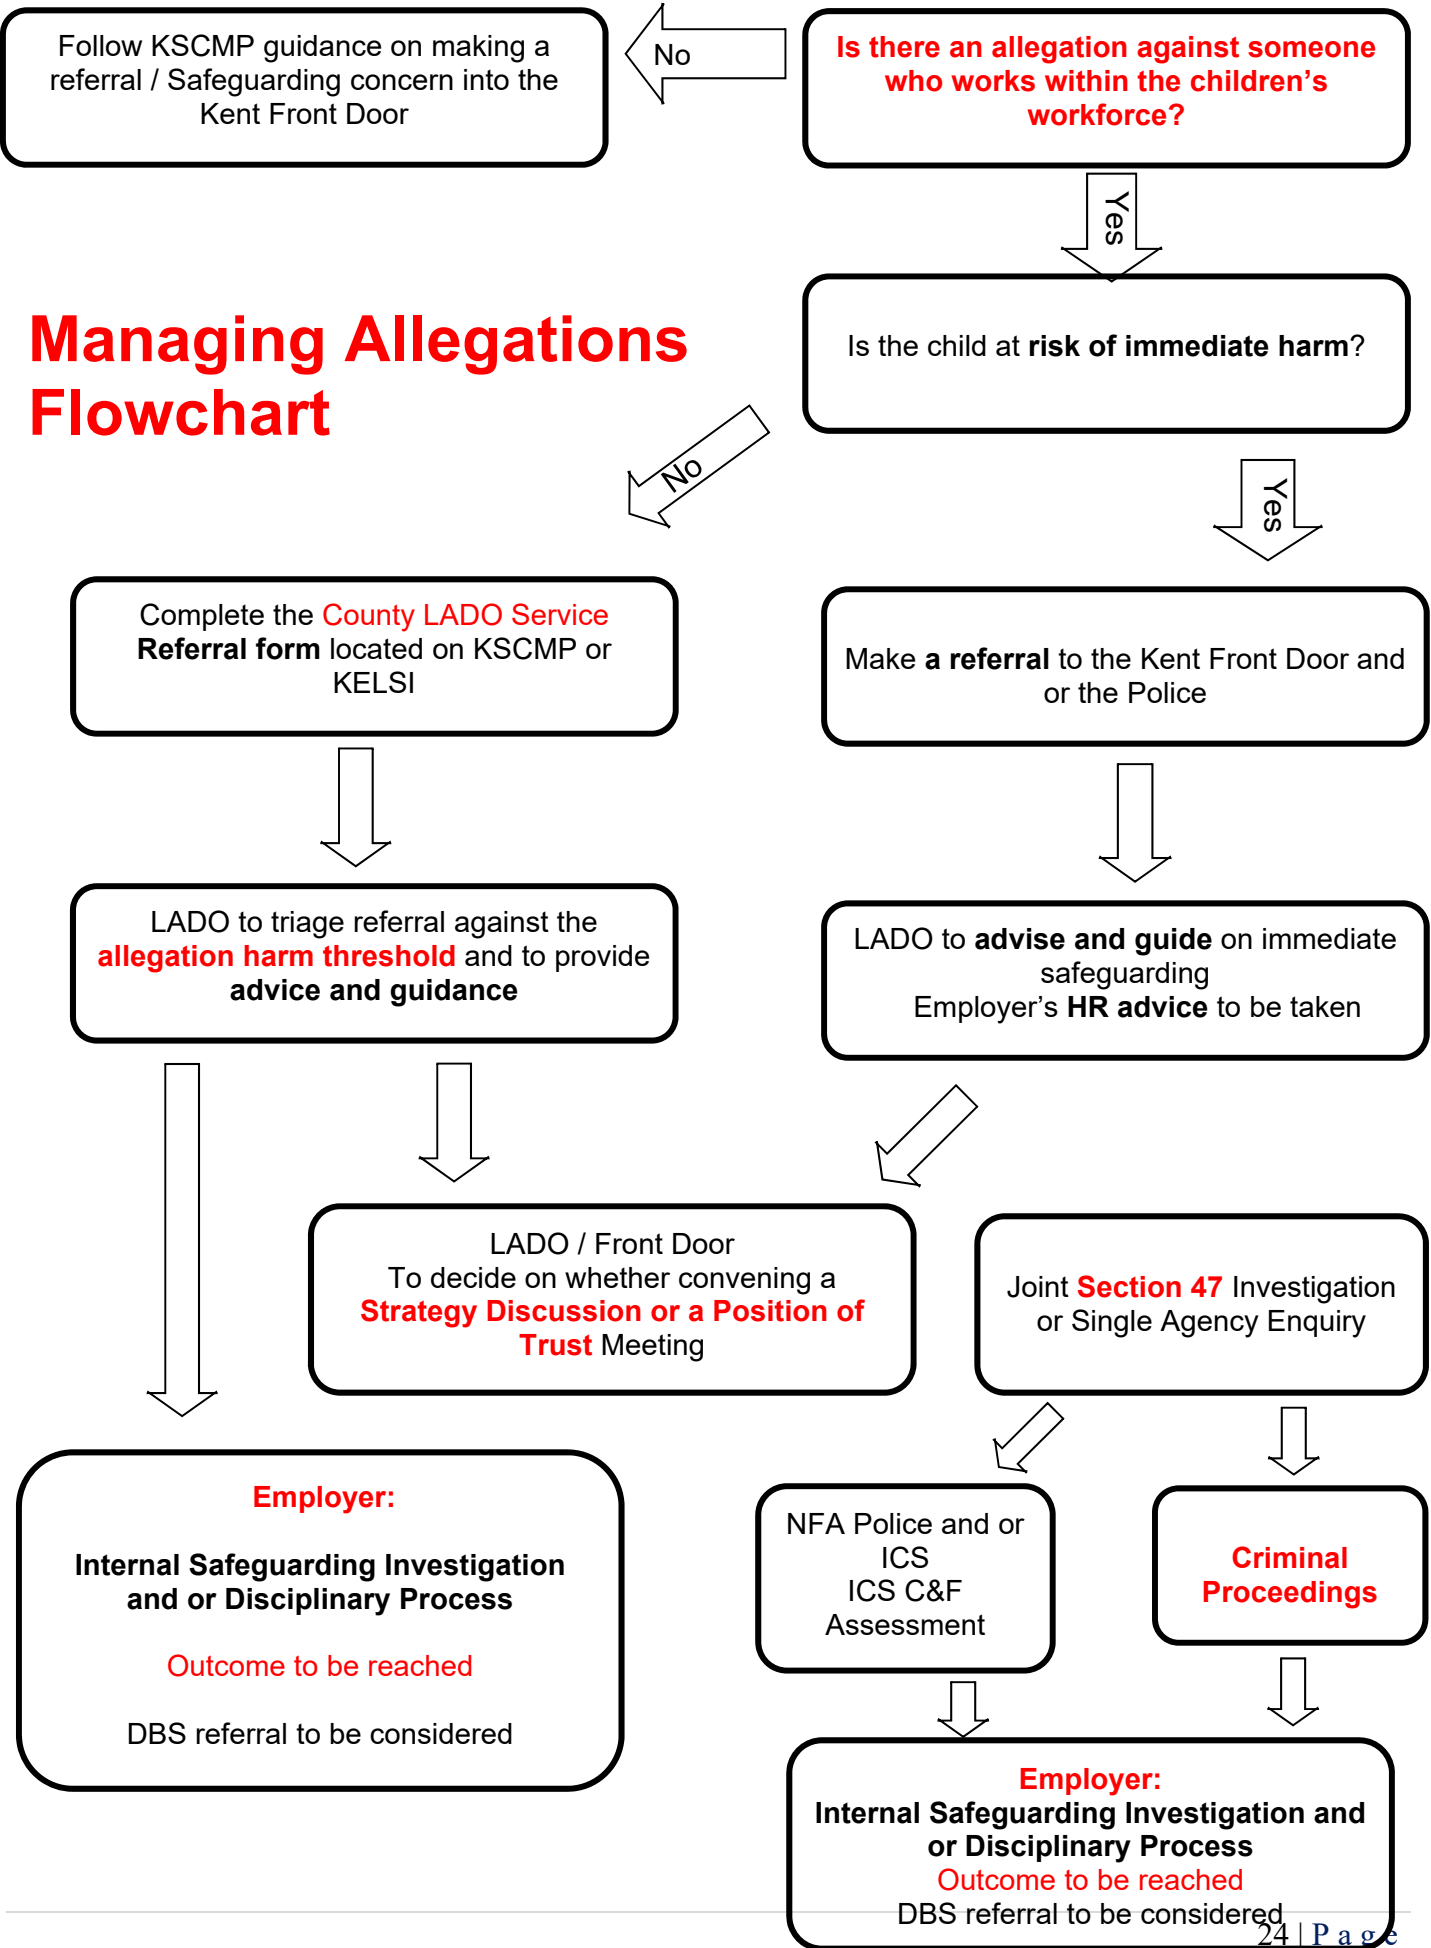 Follow KSCMP guidance on making a
referral / Safeguarding concern into the
Kent Front Door
No
Is there an allegation against someone
who works within the children’s
workforce?
Yes
Managing Allegations
Flowchart
Is the child at risk of immediate harm?
No
Yes
Complete the County LADO Service
Referral form located on KSCMP or
KELSI
Make a referral to the Kent Front Door and
or the Police
LADO to triage referral against the
allegation harm threshold and to provide
advice and guidance
LADO to advise and guide on immediate
safeguarding
Employer’s HR advice to be taken
LADO / Front Door
To decide on whether convening a
Strategy Discussion or a Position of
Trust Meeting
Joint Section 47 Investigation
or Single Agency Enquiry
Employer:
Internal Safeguarding Investigation
and or Disciplinary Process
Outcome to be reached
DBS referral to be considered
NFA Police and or
ICS
ICS C&F
Assessment
Criminal
Proceedings
Employer:
Internal Safeguarding Investigation and
or Disciplinary Process
Outcome to be reached
DBS referral to be considered
24 | P a g e